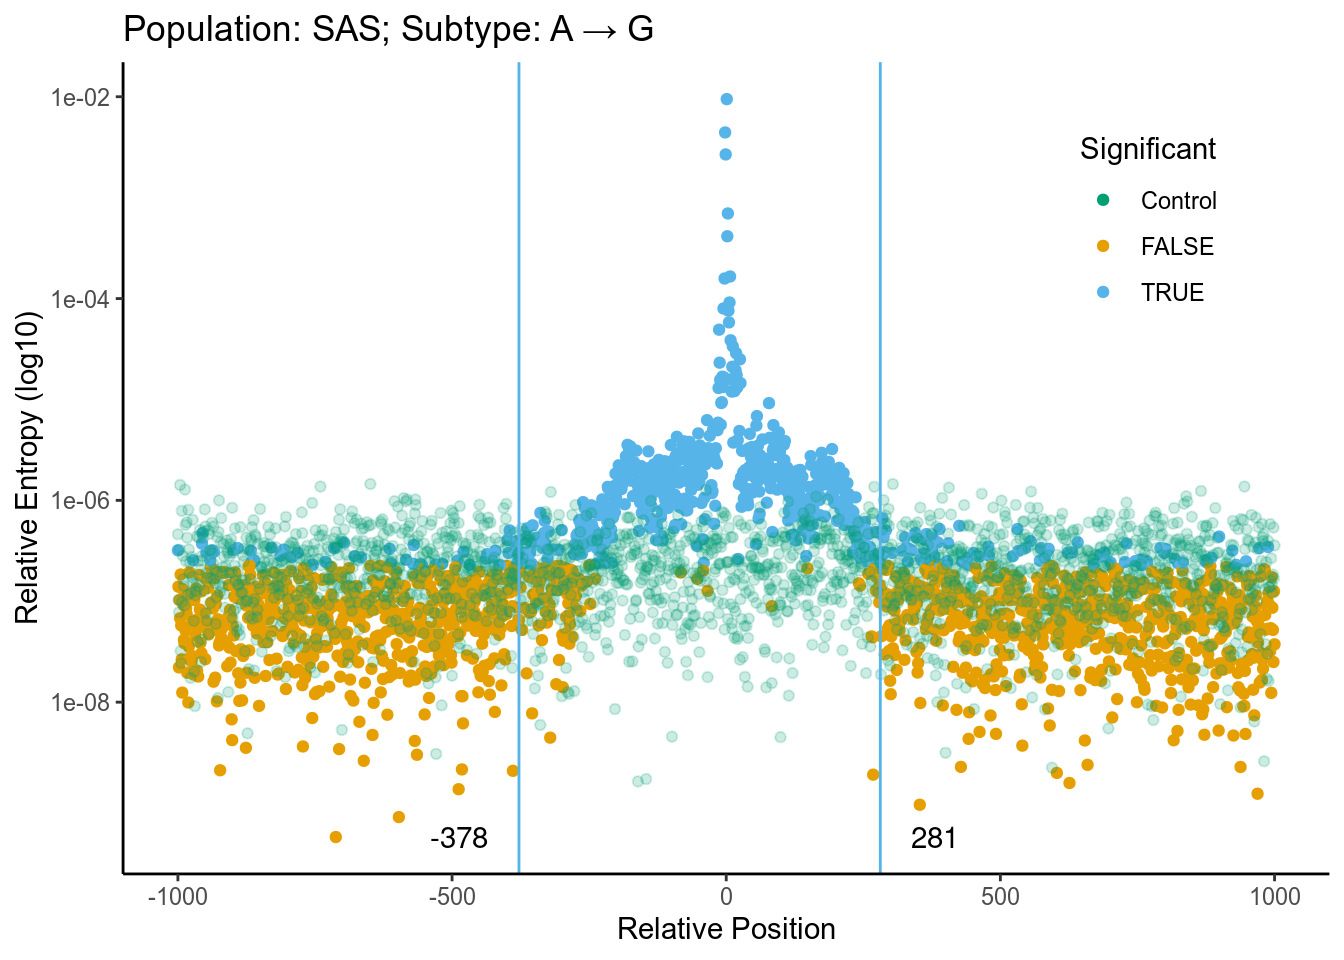 Population: SAS; Subtype: A → G
Relative Entropy (log10)
1e-02
1e-04
1e-06
1e-08
Significant
Control
FALSE
TRUE
-378
281
-1000
-500
0
500
1000
Relative Position